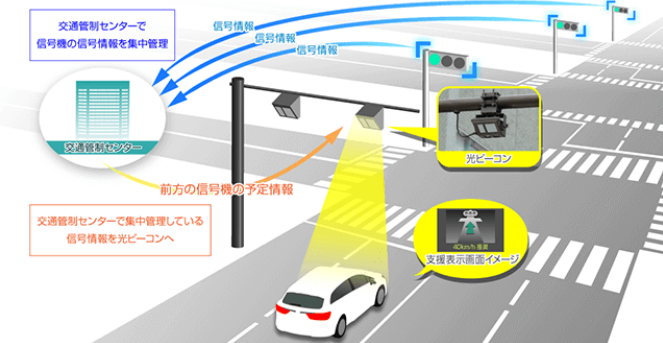 交通管制センターで
信号機の信号情報を集中管理
信号情報
信号情報
信号情報
交通管制センター
光ビーコン
前方の信号機の予定情報
交通管制センターで集中管理している
信号情報を光ビーコンへ
40km/h
支援表示画面イメージ